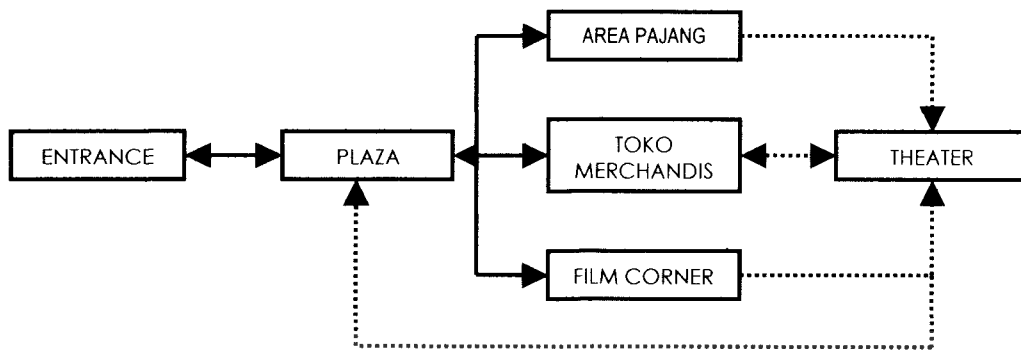 AREA PAJANG
ENTRANCE
PLAZA
TOKO
MERCHANDIS
THEATER
FILM CORNER